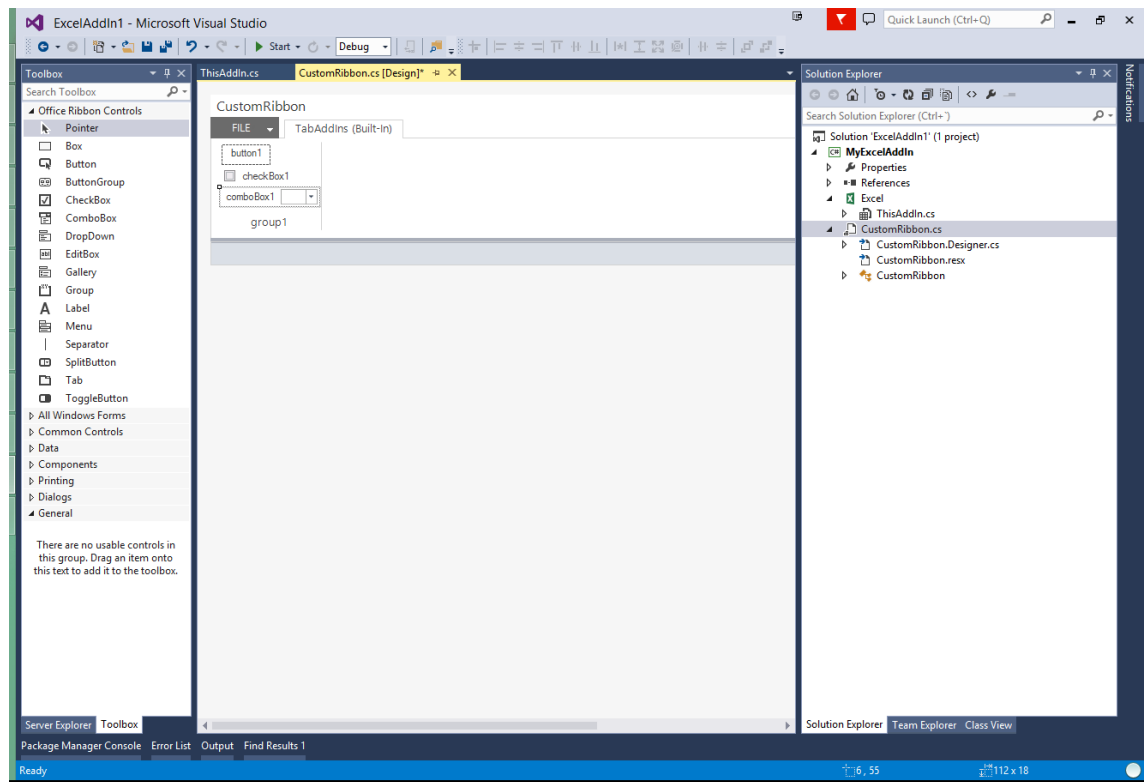 ExcelAddIn1 - Microsoft Visual Studio
Quick Launch (Ctrl+Q)
Start
Debug
Toolbox
Search Toolbox
Office Ribbon Controls
Pointer
Box
Button
ButtonGroup
CheckBox
ComboBox
DropDown
EditBox
Gallery
Group
Label
Menu
Separator
SplitButton
Tab
ToggleButton
All Windows Forms
Common Controls
Data
Components
Printing
Dialogs
General
There are no usable controls in
this group. Drag an item onto
this text to add it to the toolbox.
Server Explorer Toolbox
ThisAddIn.cs CustomRibbon.cs [Design]*
CustomRibbon
FILE TabAddIns (Built-In)
button1
checkBox1
comboBox1
group1
Solution Explorer
Search Solution Explorer (Ctrl+¨)
Solution 'ExcelAddIn1' (1 project)
MyExcelAddIn
Properties
References
Excel
ThisAddIn.cs
CustomRibbon.cs
CustomRibbon.Designer.cs
CustomRibbon.resx
CustomRibbon
Solution Explorer Team Explorer Class View
Notifications
Package Manager Console Error List Output Find Results 1
Ready 6 , 55 112 x 18